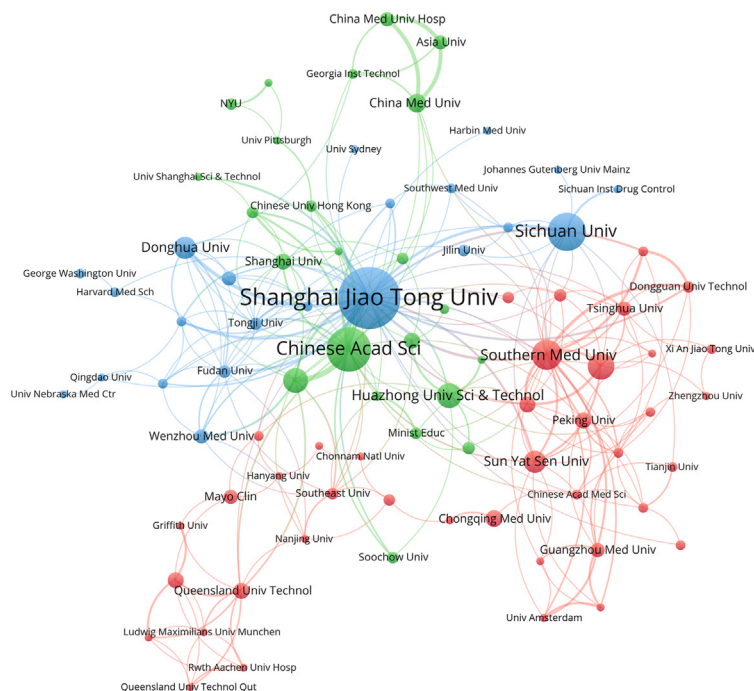 China Med Univ Hosp
Asia Univ
Georgia Inst Technol
NYU
China Med Univ
Harbin Med Univ
Univ Pittsburgh
Univ Sydney
Johannes Gutenberg Univ Mainz
Univ Shanghai Sci & Technol
Southwest Med Univ
Sichuan Inst Drug Control
Chinese Univ Hong Kong
Sichuan Univ
Donghua Univ
Jilin Univ
Shanghai Univ
George Washington Univ
Dongguan Univ Technol
Harvard Med Sch
Shanghai Jiao Tong Univ
Tsinghua Univ
Tongji Univ
Chinese Acad Sci
Southern Med Univ
Xi An Jiao Tong Univ
Fudan Univ
Qingdao Univ
Univ Nebraska Med Ctr
Huazhong Univ Sci & Technol
Zhengzhou Univ
Peking Univ
Minist Educ
Wenzhou Med Univ
Chonnam Natl Univ
Sun Yat Sen Univ
Tianjin Univ
Hanyang Univ
Mayo Clin
Southeast Univ
Chinese Acad Med Sci
Griffith Univ
Chongqing Med Univ
Nanjing Univ
Soochow Univ
Guangzhou Med Univ
Queensland Univ Technol
Univ Amsterdam
Ludwig Maximilians Univ Munchen
Rwth Aachen Univ Hosp
Queensland Univ Technol Qut